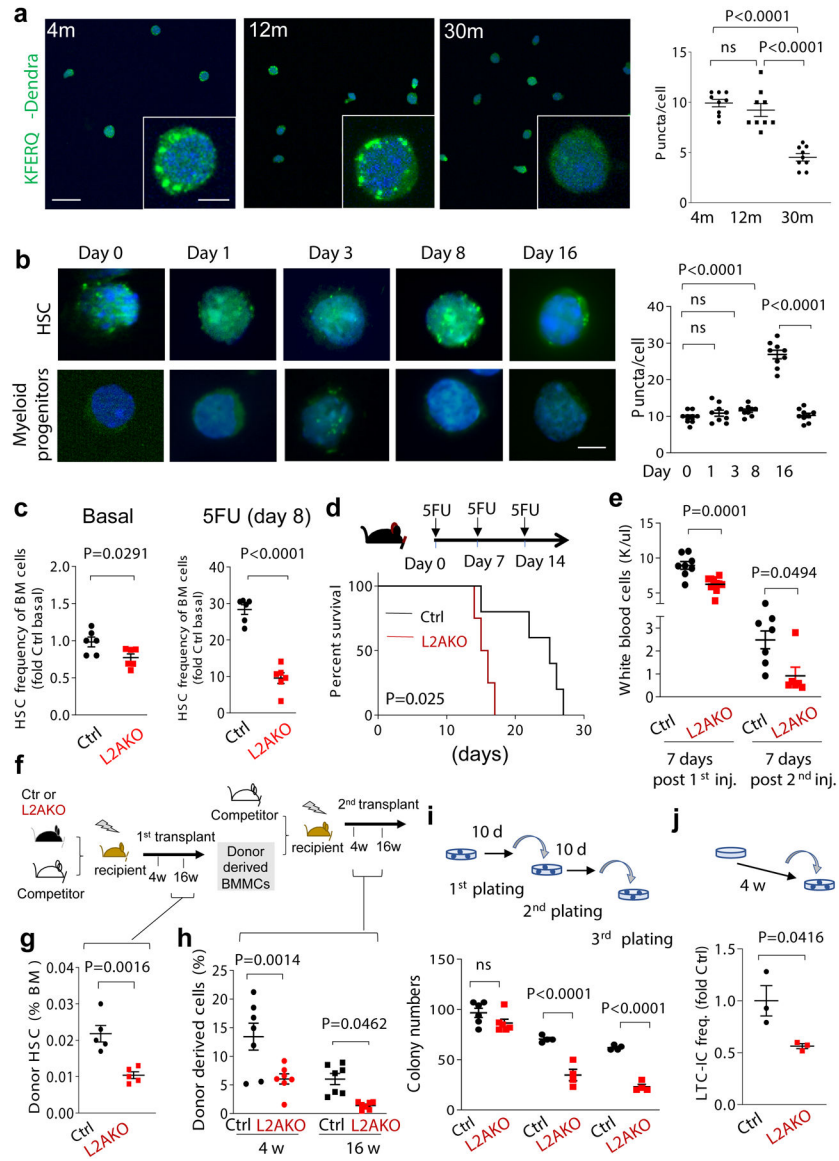 a
4m
12m
30m
KFERQ -Dendra
P<0.0001
ns
P<0.0001
15
10
5
0
Puncta/cell
4m 12m 30m
b
Day 0 Day 1 Day 3 Day 8 Day 16
HSC
Myeloid progenitors
P<0.0001
ns
P<0.0001
ns
40
30
20
10
0
Puncta/cell
Day 0 1 3 8 16
c
Basal
P=0.0291
2.0
1.5
1.0
0.5
0.0
HSC frequency of BM cells
(fold Ctrl basal)
Ctrl L2AKO
5FU (day 8)
P<0.0001
40
30
20
10
0
HSC frequency of BM cells
(fold Ctrl basal)
Ctrl L2AKO
d
5FU 5FU 5FU
Day 0 Day 7 Day 14
100
50
0
Percent survival
Ctrl
L2AKO
P=0.025
0 10 20 30
(days)
e
P=0.0001
P=0.0494
15
10
5
3
2
1
0
White blood cells (K/ul)
Ctrl L2AKO Ctrl L2AKO
7 days
post 1st inj.
7 days
post 2nd inj.
f
Ctr or
L2AKO
Competitor
recipient
1st transplant
4w 16w
Competitor
Donor
derived
BMMCs
recipient
2nd transplant
4w 16w
g
P=0.0016
0.04
0.03
0.02
0.01
0.00
Donor HSC (% BM)
Ctrl L2AKO
h
P=0.0014
P=0.0462
25
20
15
10
5
0
Donor derived cells (%)
Ctrl L2AKO Ctrl L2AKO
4 w 16 w
i
10 d
10 d
1st plating
2nd plating
3rd plating
ns
P<0.0001
P<0.0001
150
100
50
0
Colony numbers
Ctrl L2AKO Ctrl L2AKO Ctrl L2AKO
j
4 w
P=0.0416
1.5
1.0
0.5
0.0
LTC-IC freq. (fold Ctrl)
Ctrl L2AKO